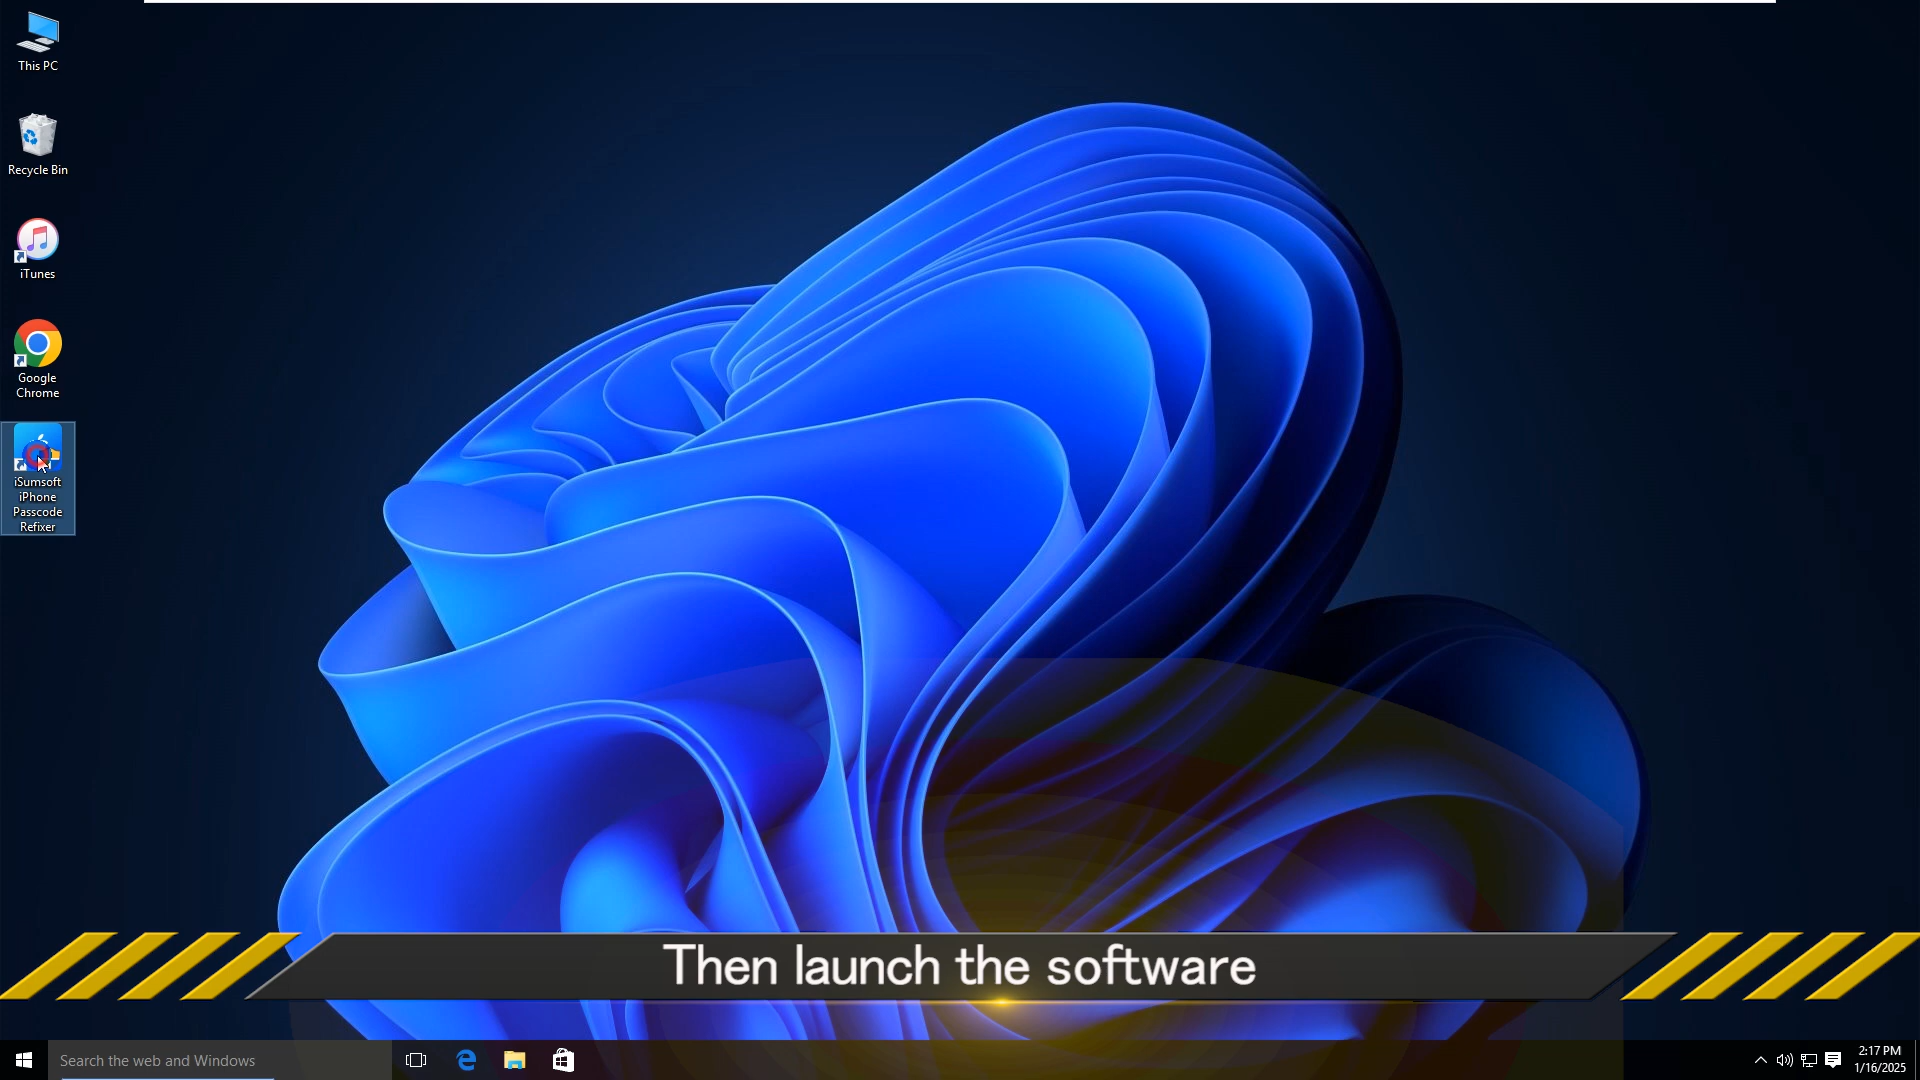 This PC
Recycle Bin
iTunes
Google
Chrome
iSumsoft
iPhone
Passcode
Refixer
Then launch the software
Search the web and Windows
2:17 PM
1/16/2025